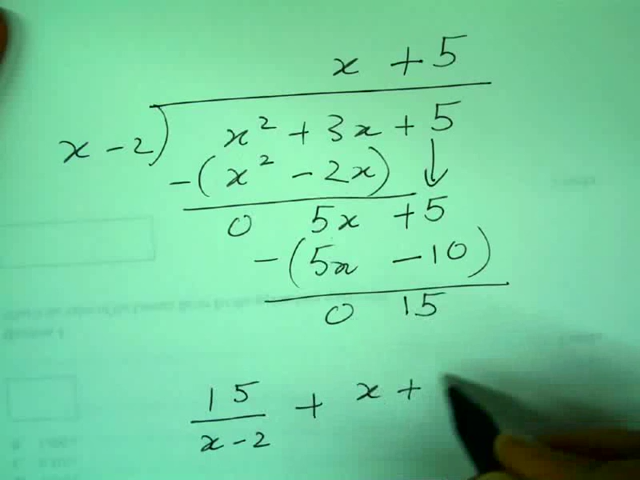 x + 5
x - 2) x² + 3x + 5
-(x² - 2x)
0 5x + 5
-(5x - 10)
0 15
15/(x - 2) + x +